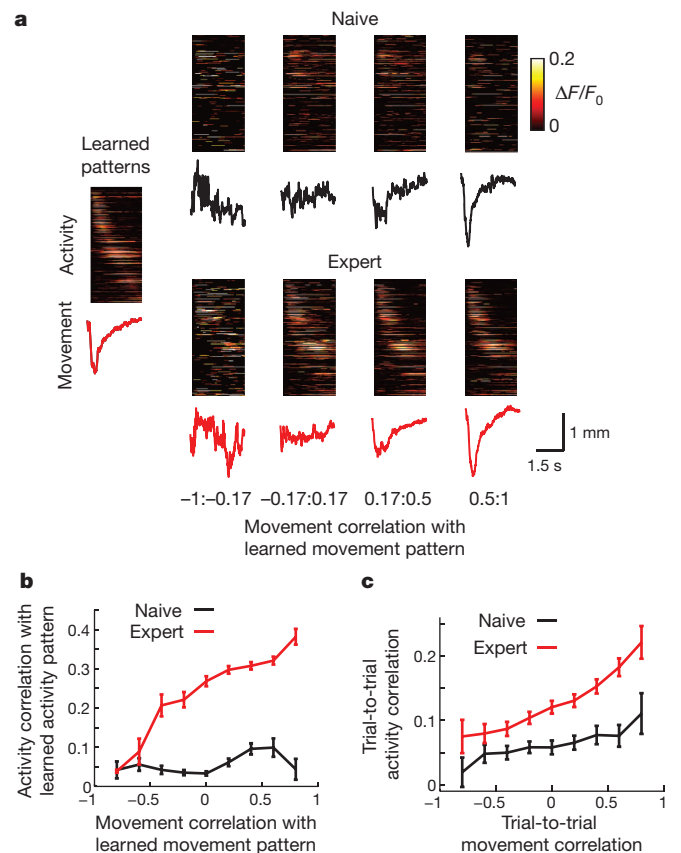 a
Naive
0.2
ΔF/F0
0
Learned
patterns
Activity
Movement
Expert
1 mm
1.5 s
−1:−0.17 −0.17:0.17 0.17:0.5 0.5:1
Movement correlation with
learned movement pattern
b
Naive
Expert
Activity correlation with
learned activity pattern
0.4
0.3
0.2
0.1
0
−1 −0.5 0 0.5 1
Movement correlation with
learned movement pattern
c
Naive
Expert
Trial-to-trial
activity correlation
0.2
0.1
0
−1 −0.5 0 0.5 1
Trial-to-trial
movement correlation